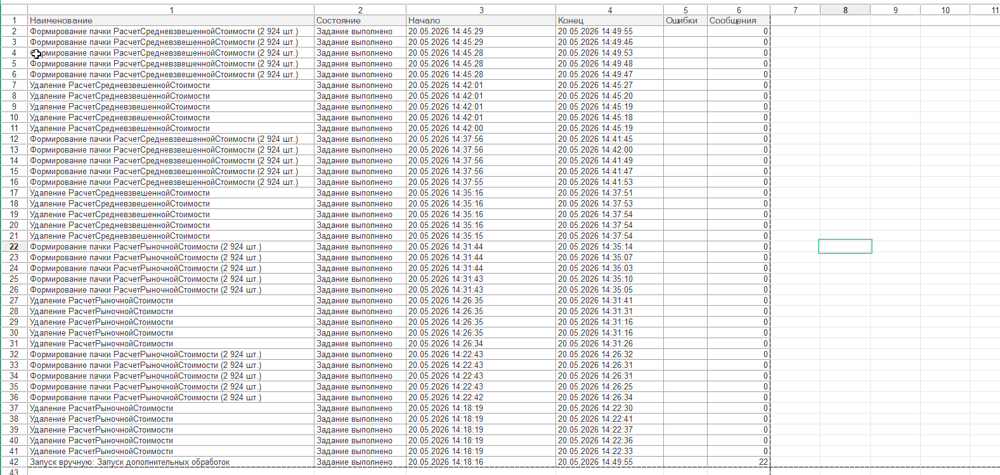 1 2 3 4 5 6 7 8 9 10 11
1 Наименование Состояние Начало Конец Ошибки Сообщения
2 Формирование пачки РасчетСредневзвешеннойСтоимости (2 924 шт.) Задание выполнено 20.05.2026 14:45:29 20.05.2026 14:49:55 0
3 Формирование пачки РасчетСредневзвешеннойСтоимости (2 924 шт.) Задание выполнено 20.05.2026 14:45:29 20.05.2026 14:49:46 0
4 Формирование пачки РасчетСредневзвешеннойСтоимости (2 924 шт.) Задание выполнено 20.05.2026 14:45:28 20.05.2026 14:49:53 0
5 Формирование пачки РасчетСредневзвешеннойСтоимости (2 924 шт.) Задание выполнено 20.05.2026 14:45:28 20.05.2026 14:49:48 0
6 Формирование пачки РасчетСредневзвешеннойСтоимости (2 924 шт.) Задание выполнено 20.05.2026 14:45:28 20.05.2026 14:49:47 0
7 Удаление РасчетСредневзвешеннойСтоимости Задание выполнено 20.05.2026 14:42:01 20.05.2026 14:45:27 0
8 Удаление РасчетСредневзвешеннойСтоимости Задание выполнено 20.05.2026 14:42:01 20.05.2026 14:45:20 0
9 Удаление РасчетСредневзвешеннойСтоимости Задание выполнено 20.05.2026 14:42:01 20.05.2026 14:45:19 0
10 Удаление РасчетСредневзвешеннойСтоимости Задание выполнено 20.05.2026 14:42:01 20.05.2026 14:45:18 0
11 Удаление РасчетСредневзвешеннойСтоимости Задание выполнено 20.05.2026 14:42:00 20.05.2026 14:45:19 0
12 Формирование пачки РасчетСредневзвешеннойСтоимости (2 924 шт.) Задание выполнено 20.05.2026 14:37:56 20.05.2026 14:41:45 0
13 Формирование пачки РасчетСредневзвешеннойСтоимости (2 924 шт.) Задание выполнено 20.05.2026 14:37:56 20.05.2026 14:42:00 0
14 Формирование пачки РасчетСредневзвешеннойСтоимости (2 924 шт.) Задание выполнено 20.05.2026 14:37:56 20.05.2026 14:41:49 0
15 Формирование пачки РасчетСредневзвешеннойСтоимости (2 924 шт.) Задание выполнено 20.05.2026 14:37:56 20.05.2026 14:41:47 0
16 Формирование пачки РасчетСредневзвешеннойСтоимости (2 924 шт.) Задание выполнено 20.05.2026 14:37:55 20.05.2026 14:41:53 0
17 Удаление РасчетСредневзвешеннойСтоимости Задание выполнено 20.05.2026 14:35:16 20.05.2026 14:37:51 0
18 Удаление РасчетСредневзвешеннойСтоимости Задание выполнено 20.05.2026 14:35:16 20.05.2026 14:37:53 0
19 Удаление РасчетСредневзвешеннойСтоимости Задание выполнено 20.05.2026 14:35:16 20.05.2026 14:37:54 0
20 Удаление РасчетСредневзвешеннойСтоимости Задание выполнено 20.05.2026 14:35:16 20.05.2026 14:37:54 0
21 Удаление РасчетСредневзвешеннойСтоимости Задание выполнено 20.05.2026 14:35:15 20.05.2026 14:37:54 0
22 Формирование пачки РасчетРыночнойСтоимости (2 924 шт.) Задание выполнено 20.05.2026 14:31:44 20.05.2026 14:35:14 0
23 Формирование пачки РасчетРыночнойСтоимости (2 924 шт.) Задание выполнено 20.05.2026 14:31:44 20.05.2026 14:35:07 0
24 Формирование пачки РасчетРыночнойСтоимости (2 924 шт.) Задание выполнено 20.05.2026 14:31:44 20.05.2026 14:35:03 0
25 Формирование пачки РасчетРыночнойСтоимости (2 924 шт.) Задание выполнено 20.05.2026 14:31:43 20.05.2026 14:35:10 0
26 Формирование пачки РасчетРыночнойСтоимости (2 924 шт.) Задание выполнено 20.05.2026 14:31:43 20.05.2026 14:35:05 0
27 Удаление РасчетРыночнойСтоимости Задание выполнено 20.05.2026 14:26:35 20.05.2026 14:31:41 0
28 Удаление РасчетРыночнойСтоимости Задание выполнено 20.05.2026 14:26:35 20.05.2026 14:31:31 0
29 Удаление РасчетРыночнойСтоимости Задание выполнено 20.05.2026 14:26:35 20.05.2026 14:31:16 0
30 Удаление РасчетРыночнойСтоимости Задание выполнено 20.05.2026 14:26:35 20.05.2026 14:31:16 0
31 Удаление РасчетРыночнойСтоимости Задание выполнено 20.05.2026 14:26:34 20.05.2026 14:31:26 0
32 Формирование пачки РасчетРыночнойСтоимости (2 924 шт.) Задание выполнено 20.05.2026 14:22:43 20.05.2026 14:26:32 0
33 Формирование пачки РасчетРыночнойСтоимости (2 924 шт.) Задание выполнено 20.05.2026 14:22:43 20.05.2026 14:26:31 0
34 Формирование пачки РасчетРыночнойСтоимости (2 924 шт.) Задание выполнено 20.05.2026 14:22:43 20.05.2026 14:26:31 0
35 Формирование пачки РасчетРыночнойСтоимости (2 924 шт.) Задание выполнено 20.05.2026 14:22:43 20.05.2026 14:26:25 0
36 Формирование пачки РасчетРыночнойСтоимости (2 924 шт.) Задание выполнено 20.05.2026 14:22:42 20.05.2026 14:26:34 0
37 Удаление РасчетРыночнойСтоимости Задание выполнено 20.05.2026 14:18:19 20.05.2026 14:22:30 0
38 Удаление РасчетРыночнойСтоимости Задание выполнено 20.05.2026 14:18:19 20.05.2026 14:22:41 0
39 Удаление РасчетРыночнойСтоимости Задание выполнено 20.05.2026 14:18:19 20.05.2026 14:22:37 0
40 Удаление РасчетРыночнойСтоимости Задание выполнено 20.05.2026 14:18:19 20.05.2026 14:22:36 0
41 Удаление РасчетРыночнойСтоимости Задание выполнено 20.05.2026 14:18:19 20.05.2026 14:22:33 0
42 Запуск вручную: Запуск дополнительных обработок Задание выполнено 20.05.2026 14:18:16 20.05.2026 14:49:55 22
43